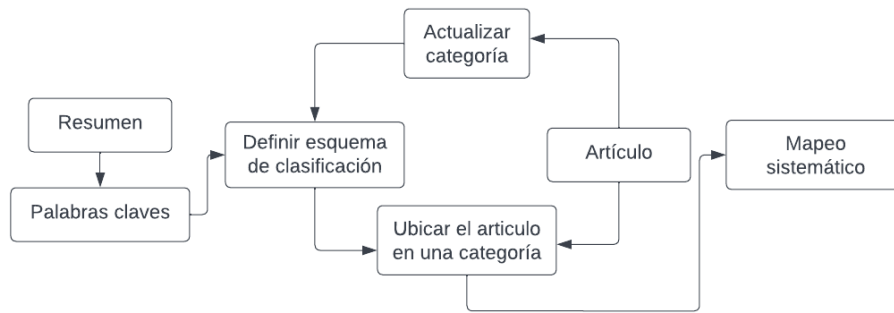 Resumen
Palabras claves
Definir esquema
de clasificación
Actualizar
categoría
Artículo
Ubicar el articulo
en una categoría
Mapeo
sistemático